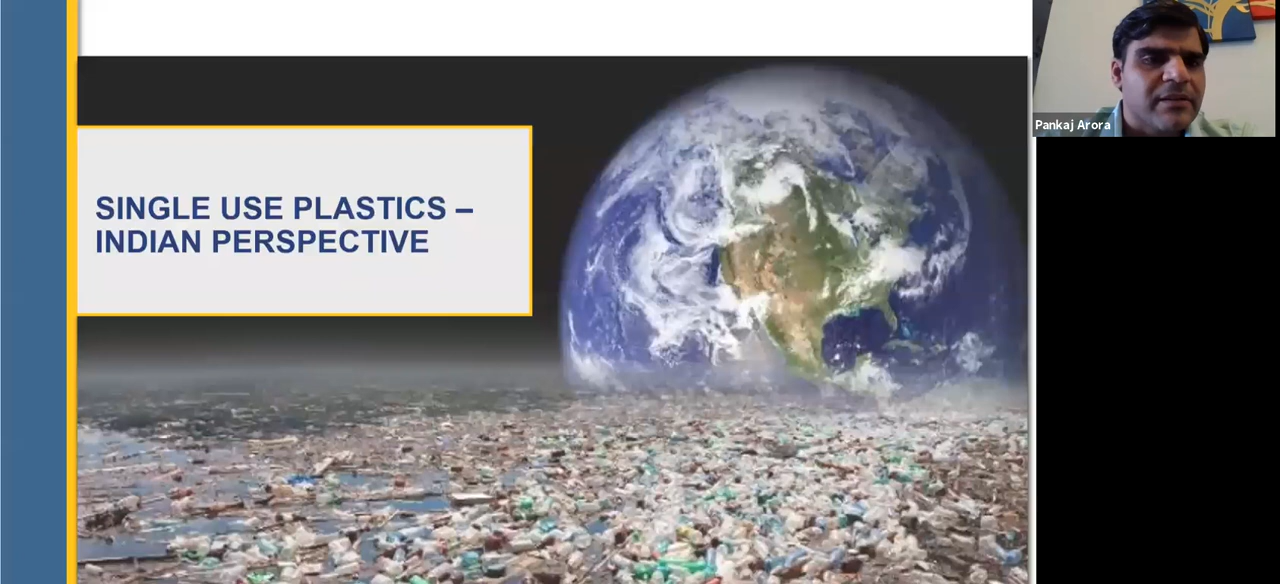 SINGLE USE PLASTICS –
INDIAN PERSPECTIVE
Pankaj Arora